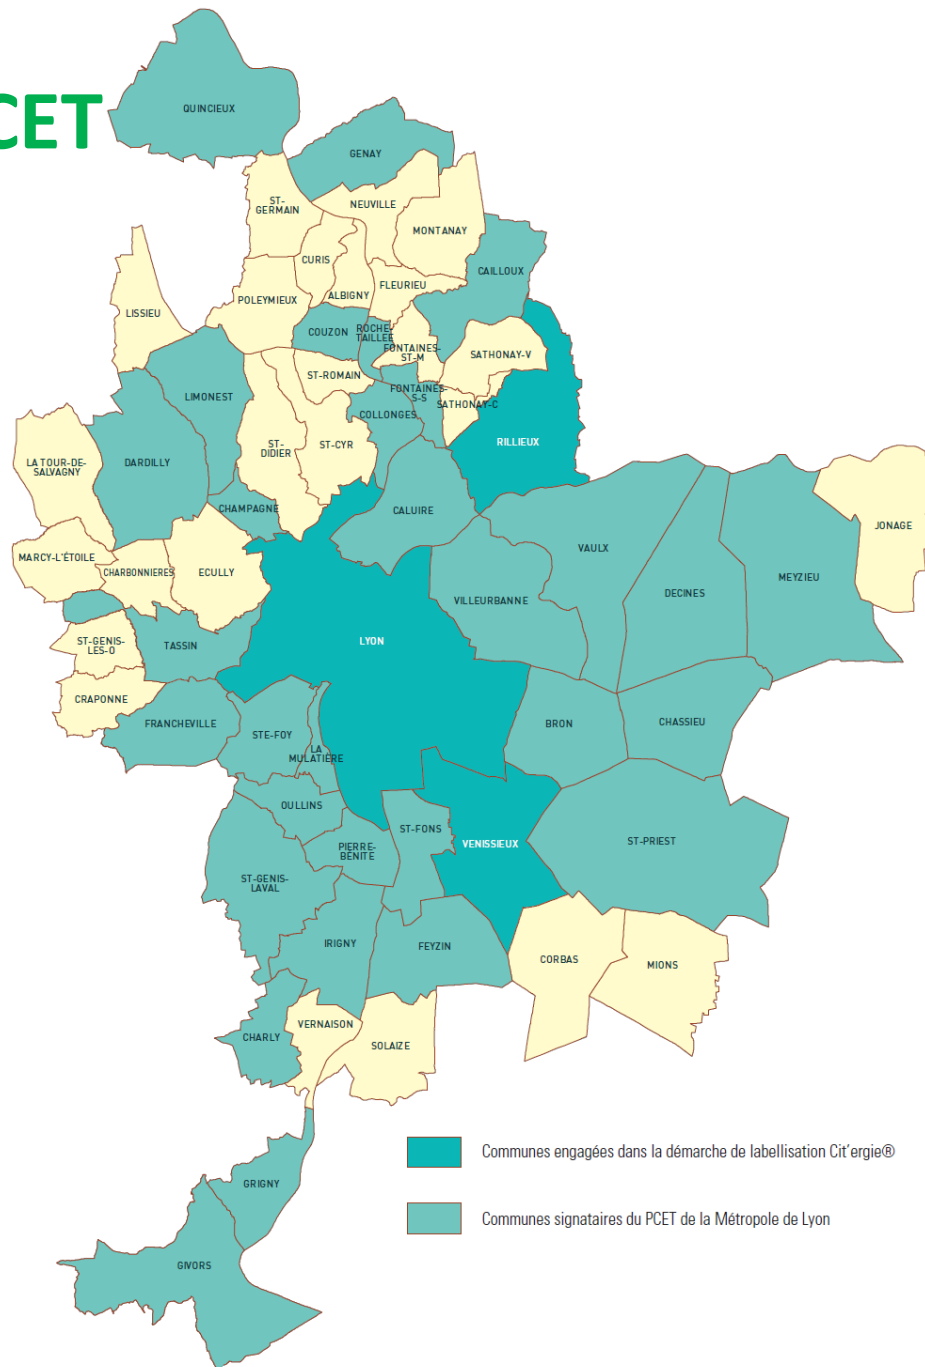 CET
QUINCIEUX
GENAY
ST-
GERMAIN
NEUVILLE
MONTANAY
CURIS
CAILLOUX
ALBIGNY
FLEURIEU
POLEYMIEUX
LISSIEU
COUZON
ROCHE-
TAILLEE
FONTAINES-
ST-M
SATHONAY-V
ST-ROMAIN
LIMONEST
FONTAINES-
S-S
SATHONAY-C
COLLONGES
RILLIEUX
ST-
DIDIER
ST-CYR
DARDILLY
LA TOUR-DE-
SALVAGNY
CHAMPAGNE
CALUIRE
JONAGE
VAULX
MARCY-L'ÉTOILE
CHARBONNIERES
ECULLY
MEYZIEU
DECINES
VILLEURBANNE
LYON
ST-GENIS-
LES-O
TASSIN
CRAPONNE
FRANCHEVILLE
STE-FOY
BRON
CHASSIEU
LA
MULATIÈRE
OULLINS
ST-FONS
PIERRE-
BENITE
VENISSIEUX
ST-PRIEST
ST-GENIS-
LAVAL
IRIGNY
FEYZIN
CORBAS
MIONS
VERNAISON
CHARLY
SOLAIZE
Communes engagées dans la démarche de labellisation Cit'ergie®
GRIGNY
Communes signataires du PCET de la Métropole de Lyon
GIVORS